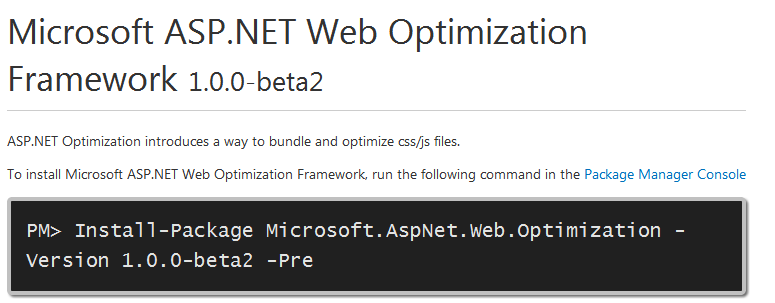 Microsoft ASP.NET Web Optimization
Framework 1.0.0-beta2
ASP.NET Optimization introduces a way to bundle and optimize css/js files.
To install Microsoft ASP.NET Web Optimization Framework, run the following command in the Package Manager Console
PM> Install-Package Microsoft.AspNet.Web.Optimization -
Version 1.0.0-beta2 -Pre